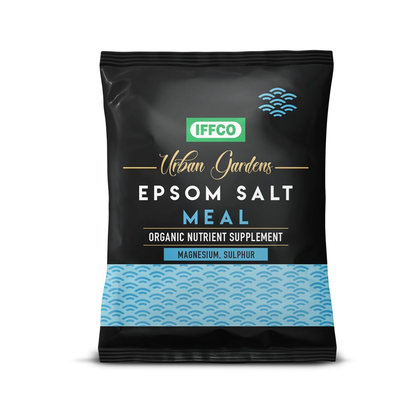 IFFCO
Urban Gardens
EPSOM SALT
MEAL
ORGANIC NUTRIENT SUPPLEMENT
MAGNESIUM, SULPHUR